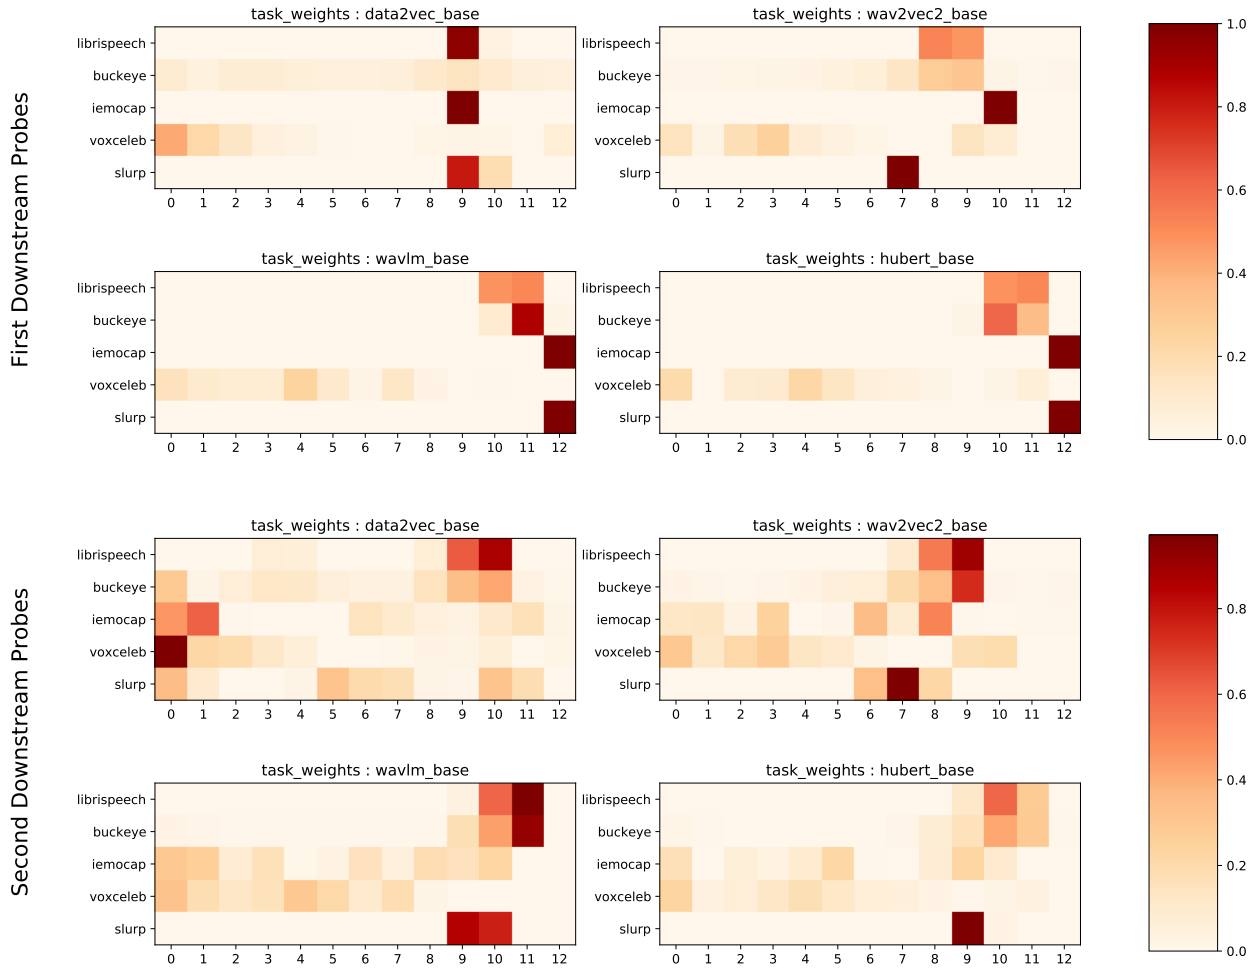 First Downstream Probes
task_weights : data2vec_base
librispeech
buckeye
iemocap
voxceleb
slurp
0 1 2 3 4 5 6 7 8 9 10 11 12
task_weights : wav2vec2_base
librispeech
buckeye
iemocap
voxceleb
slurp
0 1 2 3 4 5 6 7 8 9 10 11 12
task_weights : wavlm_base
librispeech
buckeye
iemocap
voxceleb
slurp
0 1 2 3 4 5 6 7 8 9 10 11 12
task_weights : hubert_base
librispeech
buckeye
iemocap
voxceleb
slurp
0 1 2 3 4 5 6 7 8 9 10 11 12
1.0
0.8
0.6
0.4
0.2
0.0
Second Downstream Probes
task_weights : data2vec_base
librispeech
buckeye
iemocap
voxceleb
slurp
0 1 2 3 4 5 6 7 8 9 10 11 12
task_weights : wav2vec2_base
librispeech
buckeye
iemocap
voxceleb
slurp
0 1 2 3 4 5 6 7 8 9 10 11 12
task_weights : wavlm_base
librispeech
buckeye
iemocap
voxceleb
slurp
0 1 2 3 4 5 6 7 8 9 10 11 12
task_weights : hubert_base
librispeech
buckeye
iemocap
voxceleb
slurp
0 1 2 3 4 5 6 7 8 9 10 11 12
0.8
0.6
0.4
0.2
0.0